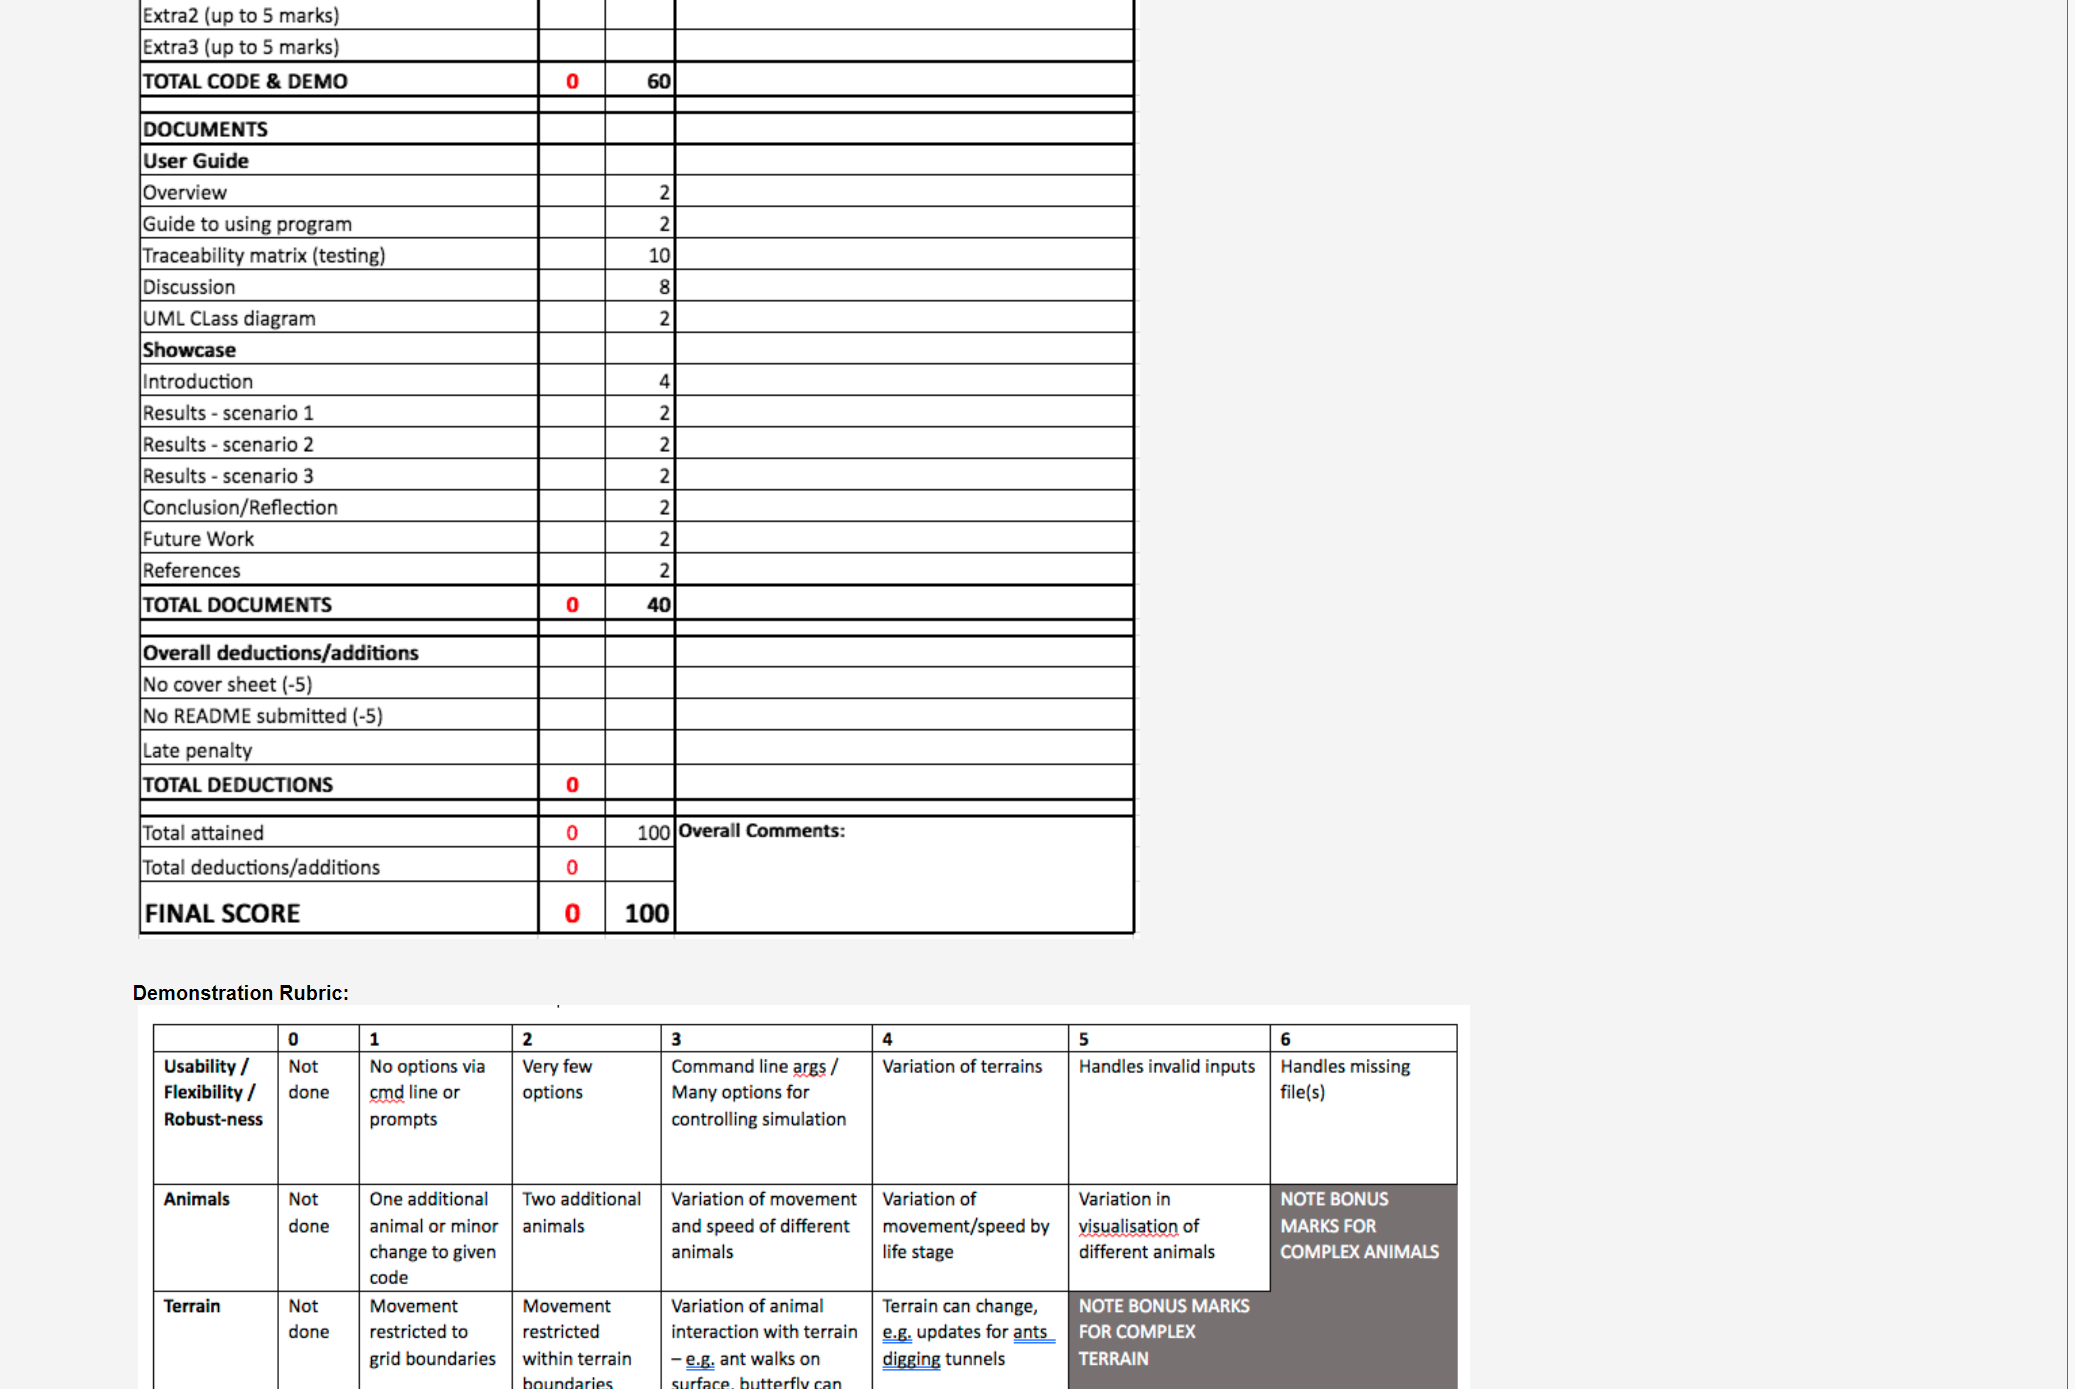 Extra2 (up to 5 marks)
Extra3 (up to 5 marks)
TOTAL CODE & DEMO 0 60
DOCUMENTS
User Guide
Overview 2
Guide to using program 2
Traceability matrix (testing) 10
Discussion 8
UML CLass diagram 2
Showcase
Introduction 4
Results - scenario 1 2
Results - scenario 2 2
Results - scenario 3 2
Conclusion/Reflection 2
Future Work 2
References 2
TOTAL DOCUMENTS 0 40
Overall deductions/additions
No cover sheet (-5)
No README submitted (-5)
Late penalty
TOTAL DEDUCTIONS 0
Total attained 0 100 Overall Comments:
Total deductions/additions 0
FINAL SCORE 0 100
Demonstration Rubric:
0 1 2 3 4 5 6
Usability /
Flexibility /
Robust-ness
Not
done
No options via
cmd line or
prompts
Very few
options
Command line args /
Many options for
controlling simulation
Variation of terrains
Handles invalid inputs
Handles missing
file(s)
Animals
Not
done
One additional
animal or minor
change to given
code
Two additional
animals
Variation of movement
and speed of different
animals
Variation of
movement/speed by
life stage
Variation in
visualisation of
different animals
NOTE BONUS
MARKS FOR
COMPLEX ANIMALS
Terrain
Not
done
Movement
restricted to
grid boundaries
Movement
restricted
within terrain
boundaries
Variation of animal
interaction with terrain
– e.g. ant walks on
surface, butterfly can
Terrain can change,
e.g. updates for ants
digging tunnels
NOTE BONUS MARKS
FOR COMPLEX
TERRAIN